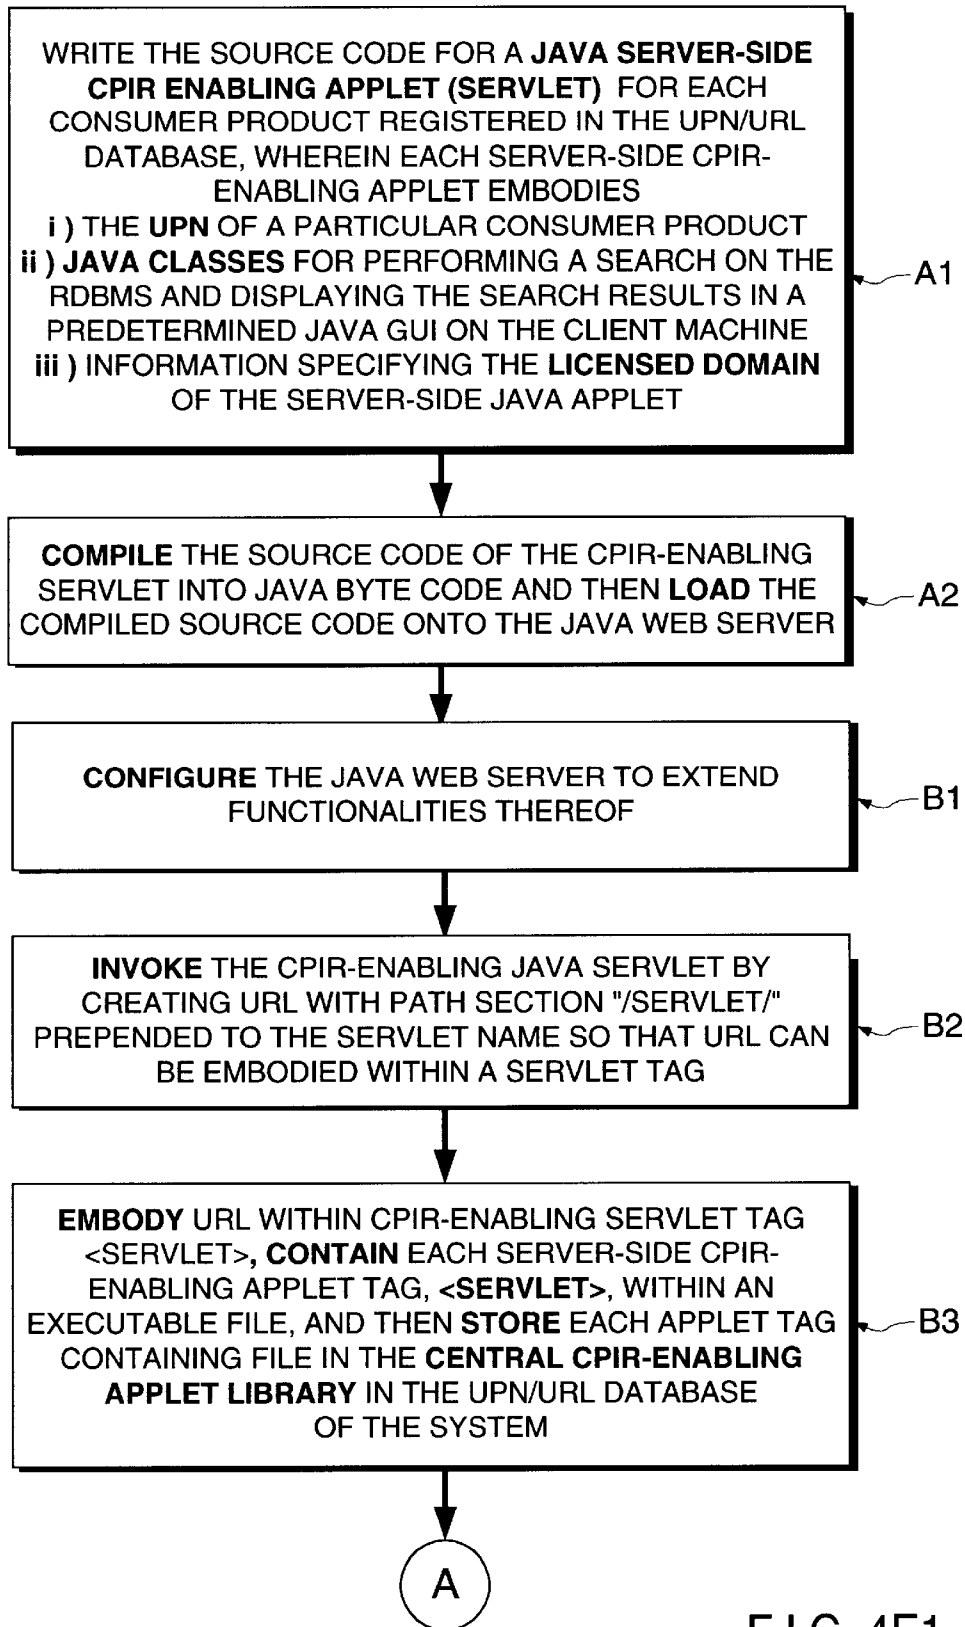 WRITE THE SOURCE CODE FOR A JAVA SERVER-SIDE
CPIR ENABLING APPLET (SERVLET) FOR EACH
CONSUMER PRODUCT REGISTERED IN THE UPN/URL
DATABASE, WHEREIN EACH SERVER-SIDE CPIR-
ENABLING APPLET EMBODIES
i ) THE UPN OF A PARTICULAR CONSUMER PRODUCT
ii ) JAVA CLASSES FOR PERFORMING A SEARCH ON THE
RDBMS AND DISPLAYING THE SEARCH RESULTS IN A
PREDETERMINED JAVA GUI ON THE CLIENT MACHINE
iii ) INFORMATION SPECIFYING THE LICENSED DOMAIN
OF THE SERVER-SIDE JAVA APPLET
A1
COMPILE THE SOURCE CODE OF THE CPIR-ENABLING
SERVLET INTO JAVA BYTE CODE AND THEN LOAD THE
COMPILED SOURCE CODE ONTO THE JAVA WEB SERVER
A2
CONFIGURE THE JAVA WEB SERVER TO EXTEND
FUNCTIONALITIES THEREOF
B1
INVOKE THE CPIR-ENABLING JAVA SERVLET BY
CREATING URL WITH PATH SECTION "/SERVLET/"
PREPENDED TO THE SERVLET NAME SO THAT URL CAN
BE EMBODIED WITHIN A SERVLET TAG
B2
EMBODY URL WITHIN CPIR-ENABLING SERVLET TAG
<SERVLET>, CONTAIN EACH SERVER-SIDE CPIR-
ENABLING APPLET TAG, <SERVLET>, WITHIN AN
EXECUTABLE FILE, AND THEN STORE EACH APPLET TAG
CONTAINING FILE IN THE CENTRAL CPIR-ENABLING
APPLET LIBRARY IN THE UPN/URL DATABASE
OF THE SYSTEM
B3
A
FIG. 4E1